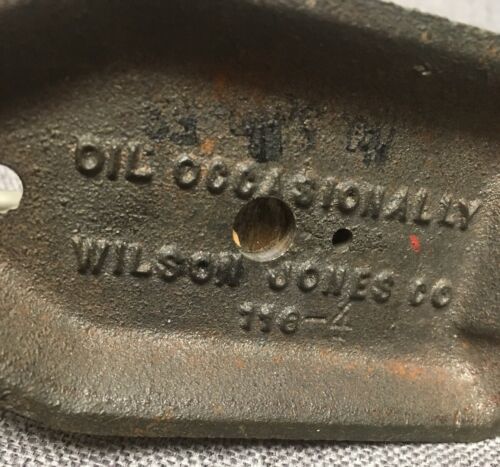 OIL OCCASIONALLY
WILSON JONES CO
116-4